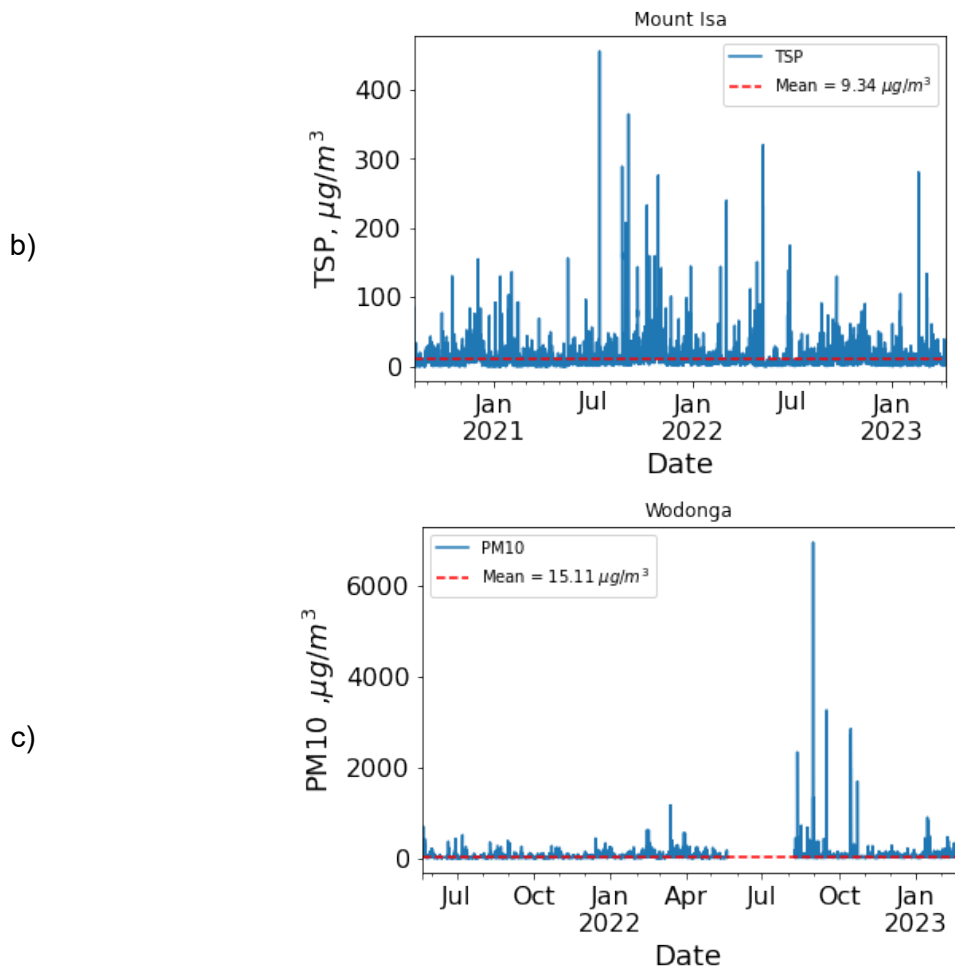 b)
Mount Isa
TSP
Mean = 9.34 µg/m³
TSP, µg/m³
400
300
200
100
0
Jan Jul Jan Jul Jan
2021 2022 2023
Date
c)
Wodonga
PM10
Mean = 15.11 µg/m³
PM10 ,µg/m³
6000
4000
2000
0
Jul Oct Jan Apr Jul Oct Jan
2022 2023
Date